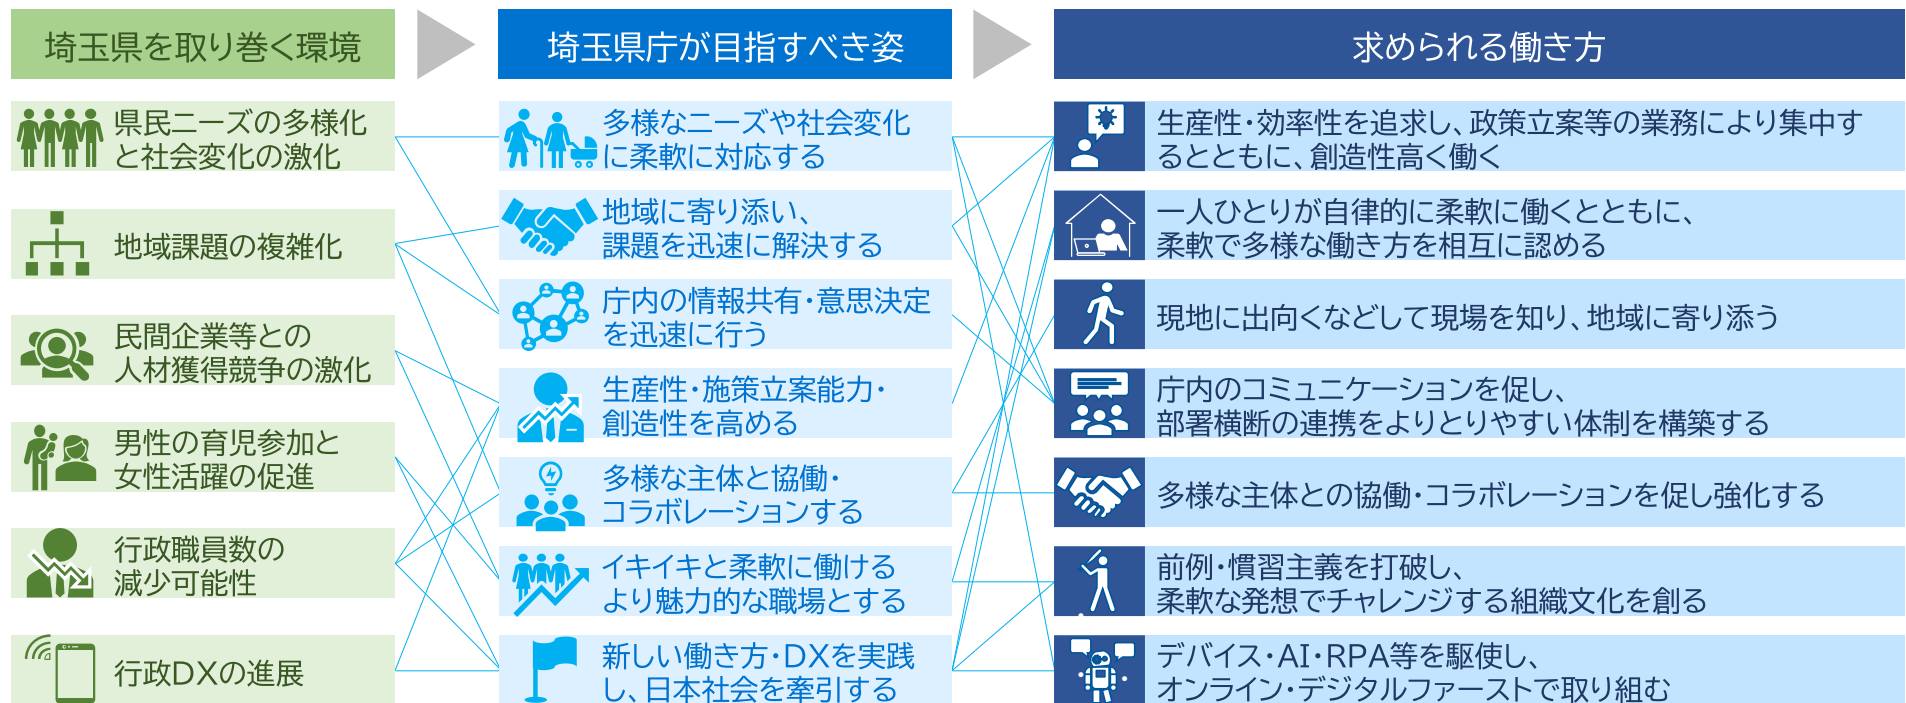 埼玉県を取り巻く環境
県民ニーズの多様化
と社会変化の激化
地域課題の複雑化
民間企業等との
人材獲得競争の激化
男性の育児参加と
女性活躍の促進
行政職員数の
減少可能性
行政DXの進展
埼玉県庁が目指すべき姿
多様なニーズや社会変化
に柔軟に対応する
地域に寄り添い、
課題を迅速に解決する
庁内の情報共有・意思決定
を迅速に行う
生産性・施策立案能力・
創造性を高める
多様な主体と協働・
コラボレーションする
イキイキと柔軟に働ける
より魅力的な職場とする
新しい働き方・DXを実践
し、日本社会を牽引する
求められる働き方
生産性・効率性を追求し、政策立案等の業務により集中す
るとともに、創造性高く働く
一人ひとりが自律的に柔軟に働くとともに、
柔軟で多様な働き方を相互に認める
現地に出向くなどして現場を知り、地域に寄り添う
庁内のコミュニケーションを促し、
部署横断の連携をよりとりやすい体制を構築する
多様な主体との協働・コラボレーションを促し強化する
前例・慣習主義を打破し、
柔軟な発想でチャレンジする組織文化を創る
デバイス・AI・RPA等を駆使し、
オンライン・デジタルファーストで取り組む